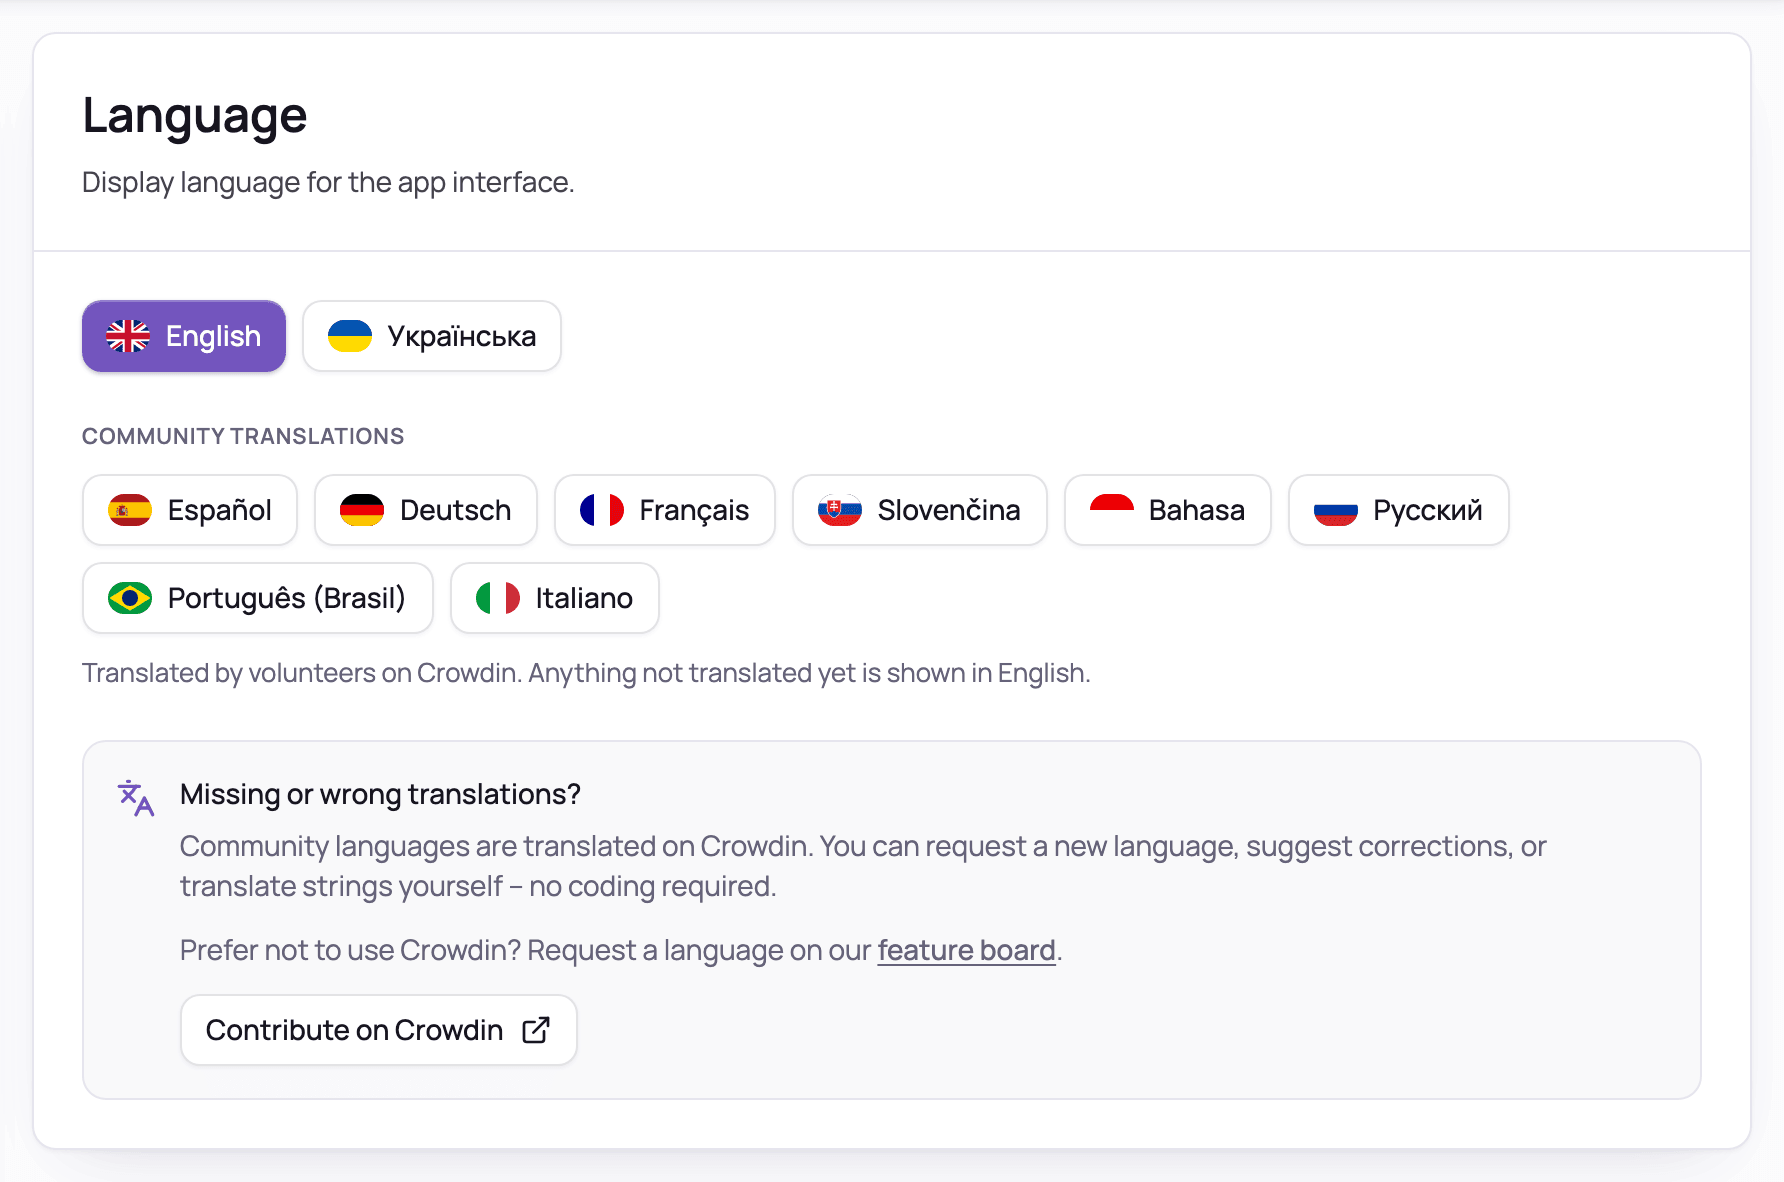 Language
Display language for the app interface.
English
Українська
COMMUNITY TRANSLATIONS
Español
Deutsch
Français
Slovenčina
Bahasa
Русский
Português (Brasil)
Italiano
Translated by volunteers on Crowdin. Anything not translated yet is shown in English.
Missing or wrong translations?
Community languages are translated on Crowdin. You can request a new language, suggest corrections, or
translate strings yourself – no coding required.
Prefer not to use Crowdin? Request a language on our feature board.
Contribute on Crowdin